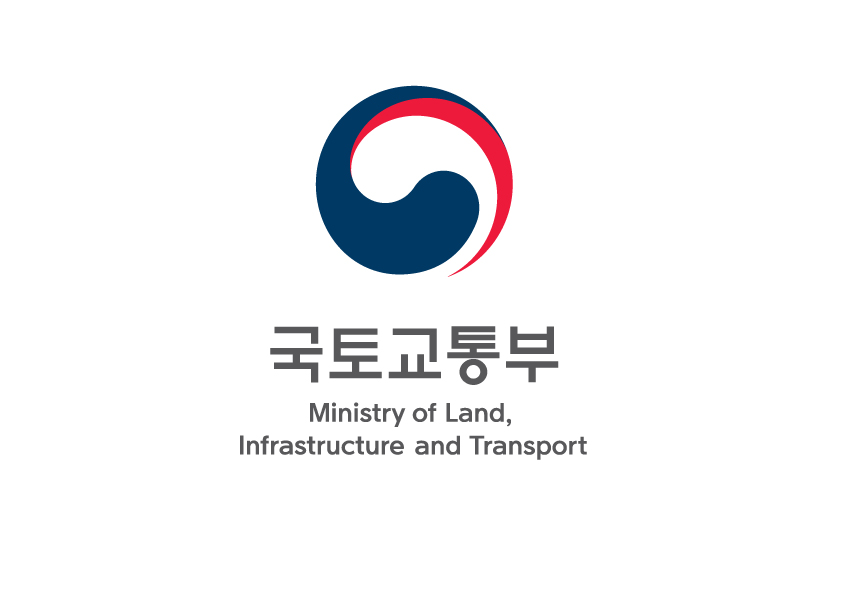 국토교통부
Ministry of Land,
Infrastructure and Transport